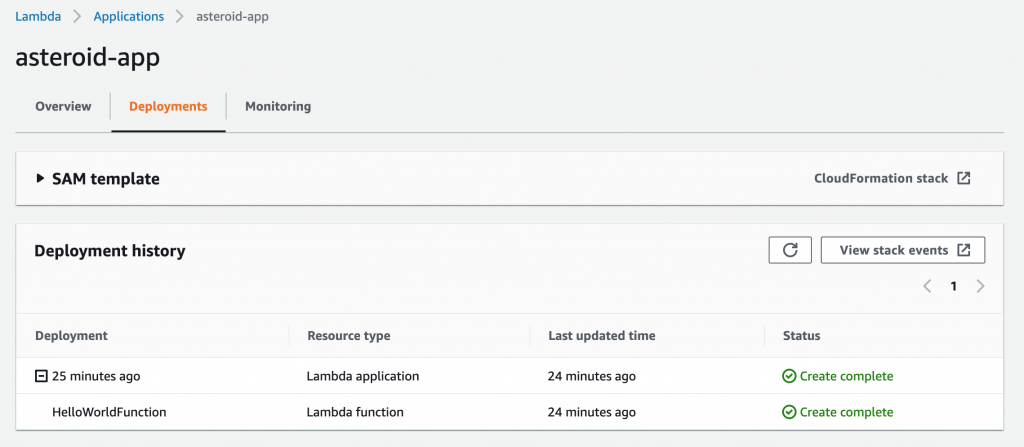 Lambda > Applications > asteroid-app
asteroid-app
Overview Deployments Monitoring
SAM template CloudFormation stack
Deployment history View stack events
1
Deployment Resource type Last updated time Status
25 minutes ago Lambda application 24 minutes ago Create complete
HelloWorldFunction Lambda function 24 minutes ago Create complete